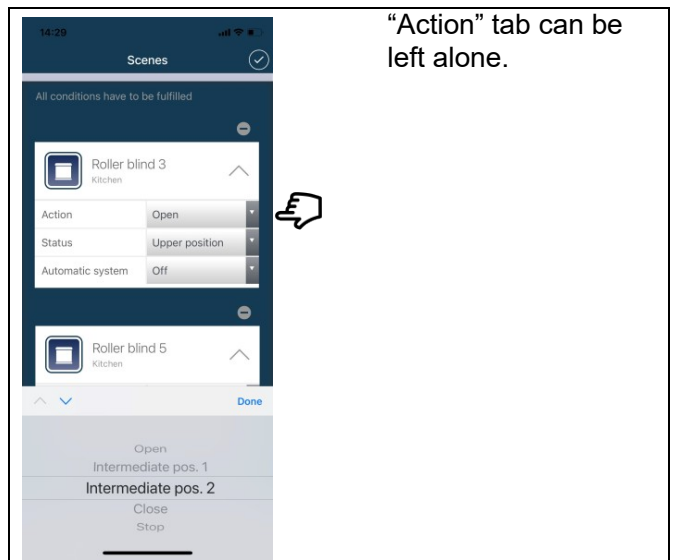 14:29
Scenes
All conditions have to be fulfilled
Roller blind 3
Kitchen
Action Open
Status Upper position
Automatic system Off
Roller blind 5
Kitchen
Done
Open
Intermediate pos. 1
Intermediate pos. 2
Close
Stop
“Action” tab can be
left alone.